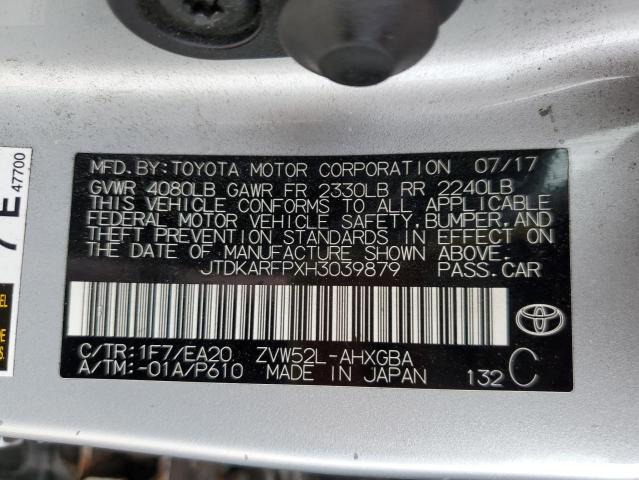 MFD. BY: TOYOTA MOTOR CORPORATION 07/17
GVWR 4080LB GAWR FR 2330LB RR 2240LB
THIS VEHICLE CONFORMS TO ALL APPLICABLE
FEDERAL MOTOR VEHICLE SAFETY, BUMPER, AND
THEFT PREVENTION STANDARDS IN EFFECT ON
THE DATE OF MANUFACTURE SHOWN ABOVE.
JTDKARFPXH3039879 PASS.CAR
C/TR: 1F7/EA20 ZVW52L-AHXGBA
A/TM: -01A/P610 MADE IN JAPAN 132 C
7 E
47700